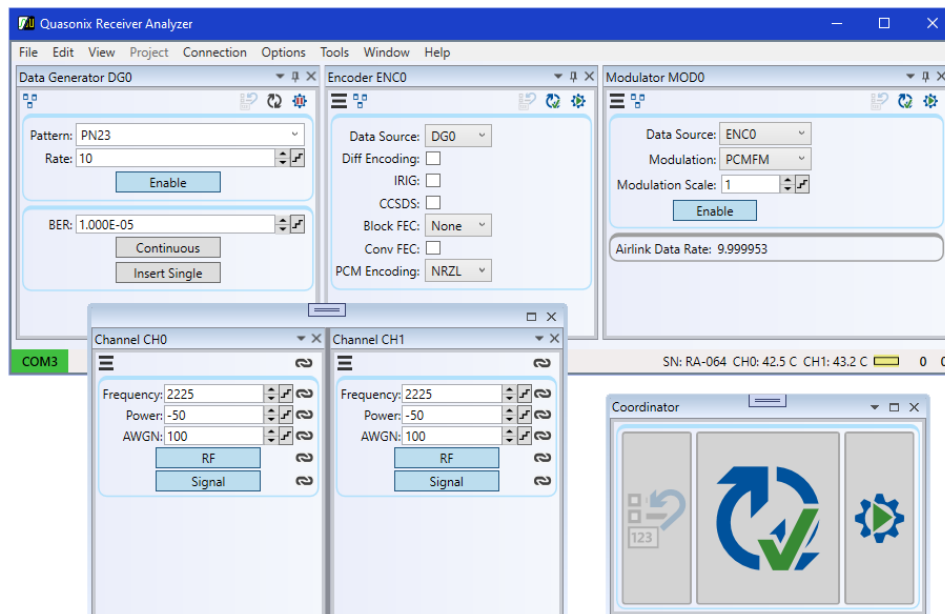 Quasonix Receiver Analyzer
File Edit View Project Connection Options Tools Window Help
Data Generator DG0
Pattern: PN23
Rate: 10
Enable
BER: 1.000E-05
Continuous
Insert Single
Encoder ENC0
Data Source: DG0
Diff Encoding:
IRIG:
CCSDS:
Block FEC: None
Conv FEC:
PCM Encoding: NRZL
Modulator MOD0
Data Source: ENC0
Modulation: PCMFM
Modulation Scale: 1
Enable
Airlink Data Rate: 9.999953
COM3
SN: RA-064 CH0: 42.5 C CH1: 43.2 C 0 0
Channel CH0
Frequency: 2225
Power: -50
AWGN: 100
RF
Signal
Channel CH1
Frequency: 2225
Power: -50
AWGN: 100
RF
Signal
Coordinator
123